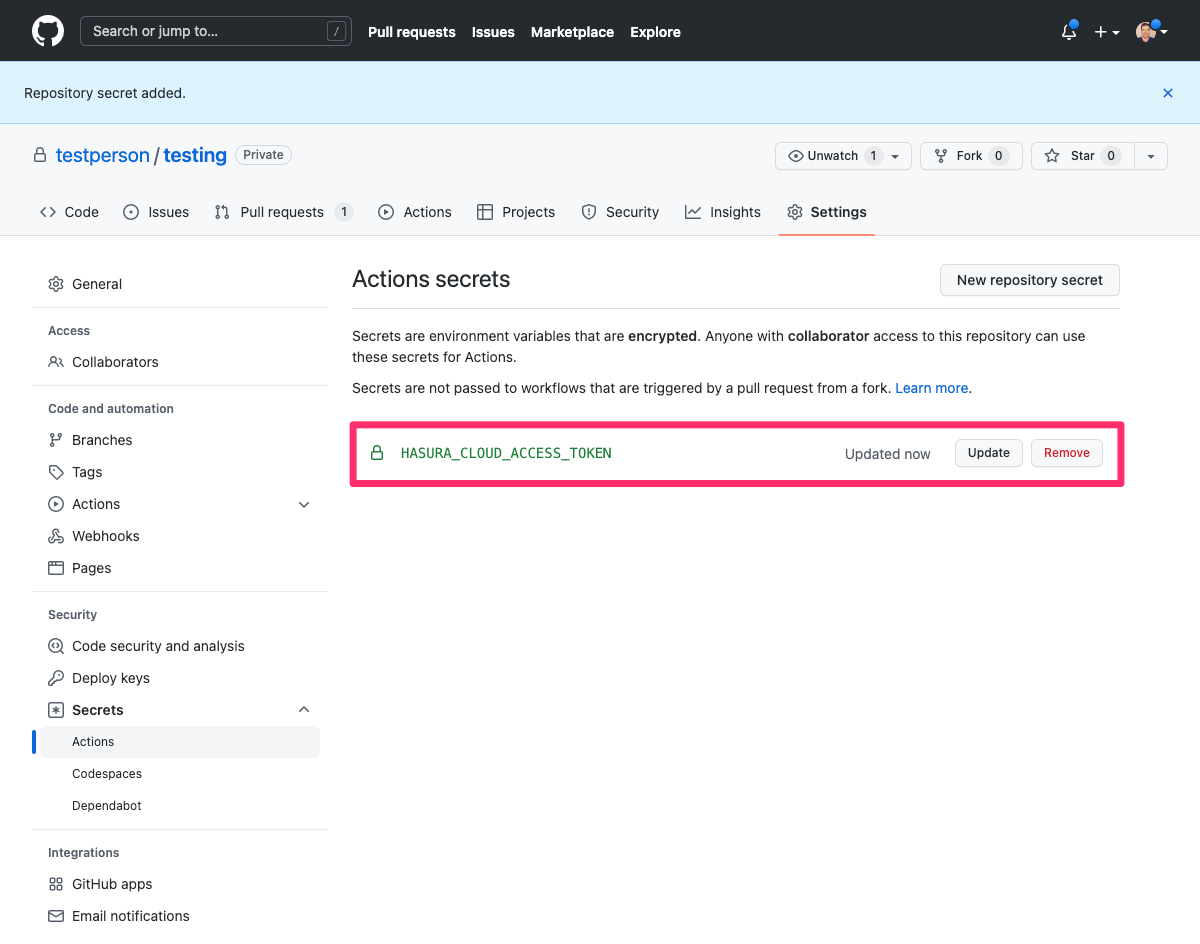 Search or jump to... /
Pull requests Issues Marketplace Explore
Repository secret added.
testperson / testing Private
Unwatch 1 Fork 0 Star 0
Code Issues Pull requests 1 Actions Projects Security Insights Settings
General
Access
Collaborators
Code and automation
Branches
Tags
Actions
Webhooks
Pages
Security
Code security and analysis
Deploy keys
Secrets
Actions
Codespaces
Dependabot
Integrations
GitHub apps
Email notifications
Actions secrets New repository secret
Secrets are environment variables that are encrypted. Anyone with collaborator access to this repository can use
these secrets for Actions.
Secrets are not passed to workflows that are triggered by a pull request from a fork. Learn more.
HASURA_CLOUD_ACCESS_TOKEN Updated now Update Remove